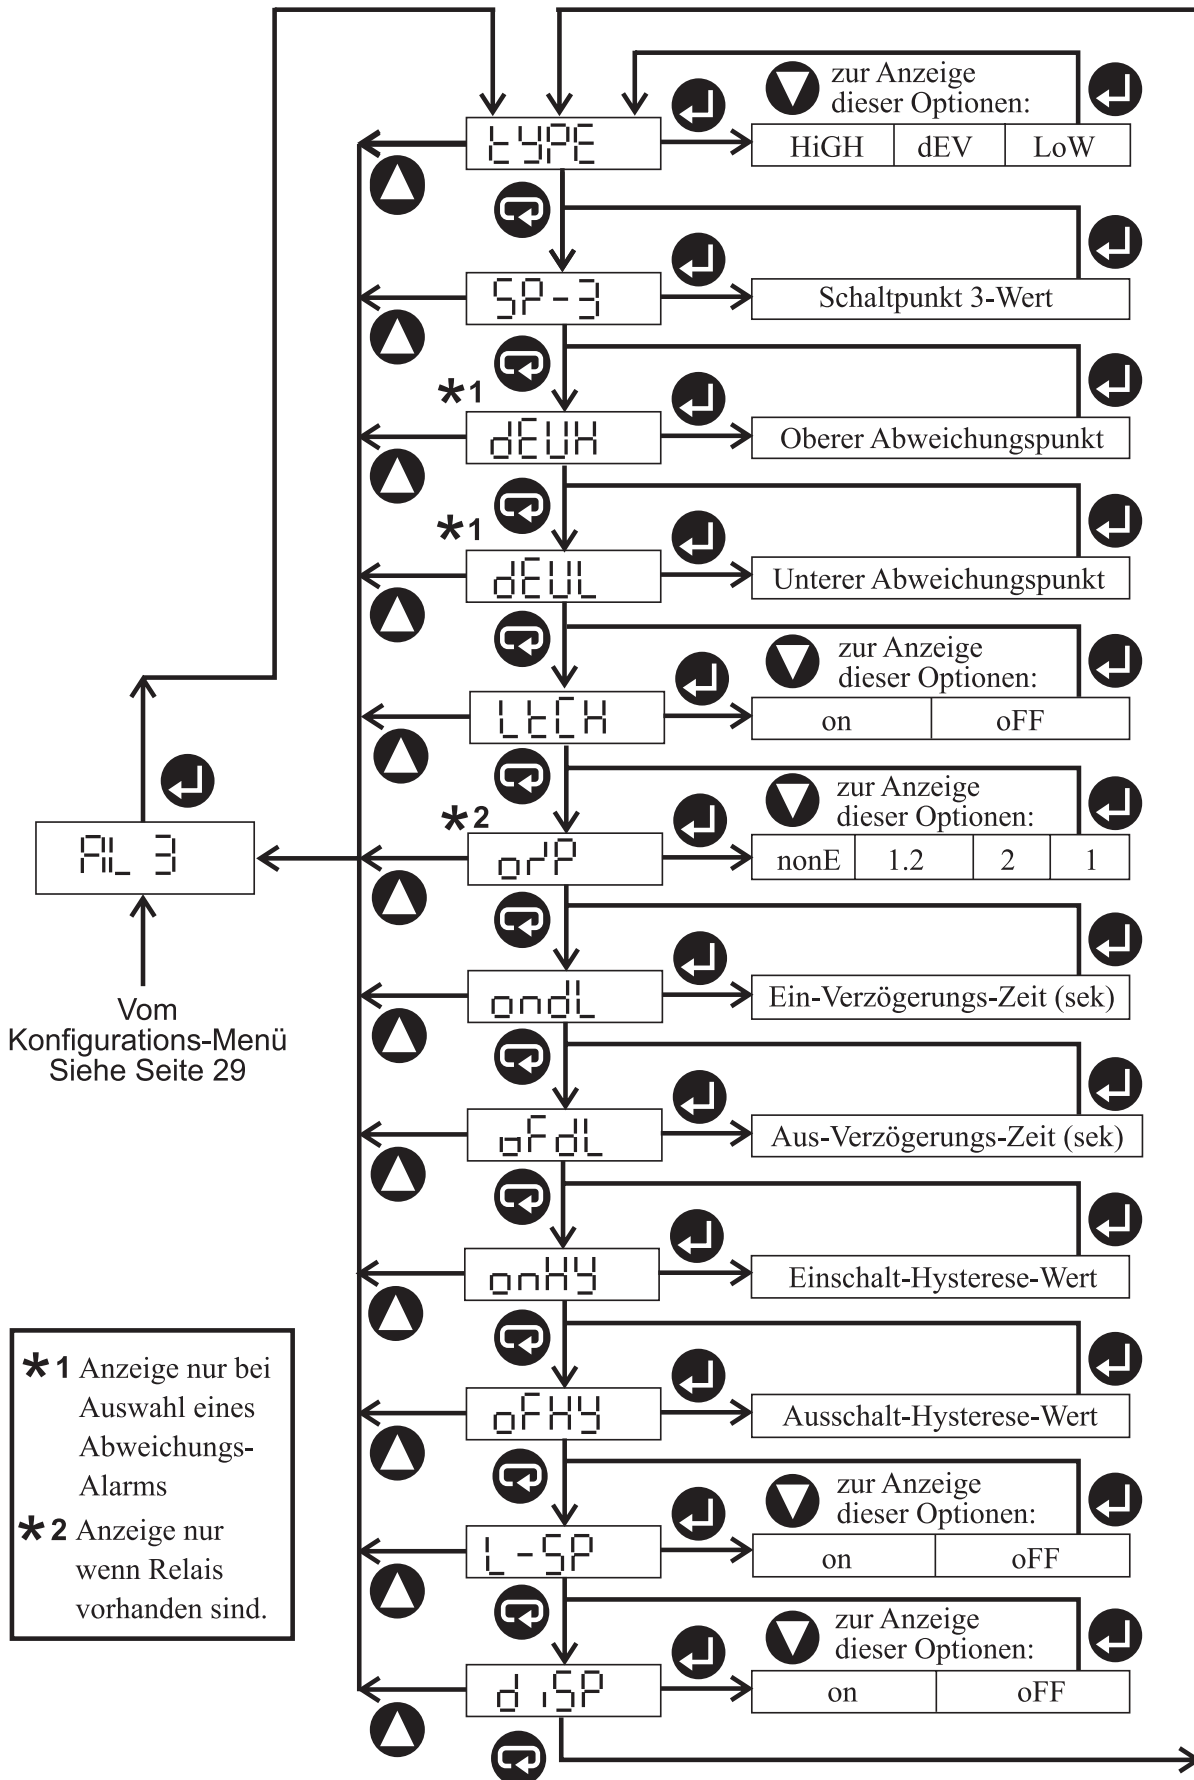 zur Anzeige
dieser Optionen:
tyPE
HiGH dEV LoW
SP-3
Schaltpunkt 3-Wert
*1
dEVH
Oberer Abweichungspunkt
*1
dEVL
Unterer Abweichungspunkt
zur Anzeige
dieser Optionen:
LtCH
on oFF
zur Anzeige
dieser Optionen:
*2
orP
nonE 1.2 2 1
AL 3
Vom
Konfigurations-Menü
Siehe Seite 29
ondL
Ein-Verzögerungs-Zeit (sek)
oFdL
Aus-Verzögerungs-Zeit (sek)
onHy
Einschalt-Hysterese-Wert
oFHy
Ausschalt-Hysterese-Wert
zur Anzeige
dieser Optionen:
L-SP
on oFF
zur Anzeige
dieser Optionen:
diSP
on oFF
*1 Anzeige nur bei
Auswahl eines
Abweichungs-
Alarms
*2 Anzeige nur
wenn Relais
vorhanden sind.